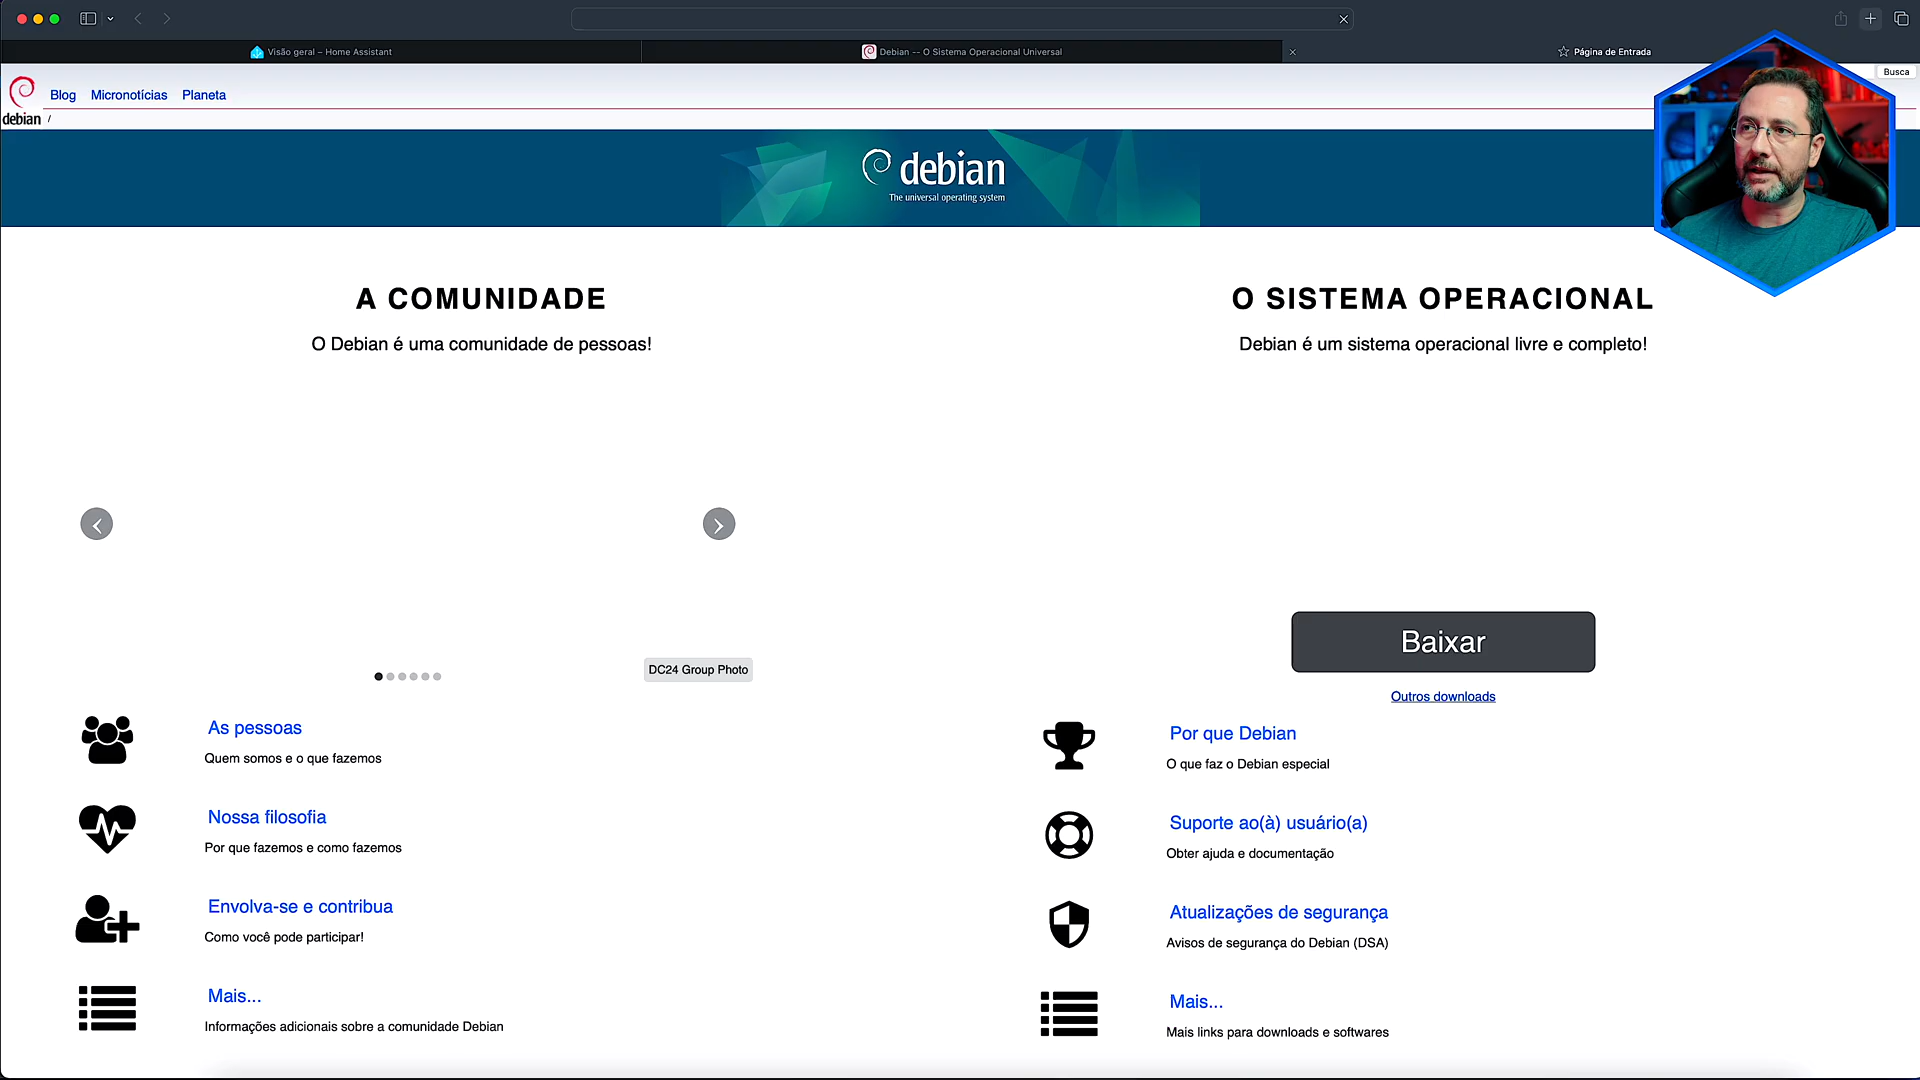 Visão geral – Home Assistant
Debian -- O Sistema Operacional Universal
Página de Entrada
Busca
Blog
Micronotícias
Planeta
debian
/
debian
The universal operating system
A COMUNIDADE
O Debian é uma comunidade de pessoas!
DC24 Group Photo
As pessoas
Quem somos e o que fazemos
Nossa filosofia
Por que fazemos e como fazemos
Envolva-se e contribua
Como você pode participar!
Mais...
Informações adicionais sobre a comunidade Debian
O SISTEMA OPERACIONAL
Debian é um sistema operacional livre e completo!
Baixar
Outros downloads
Por que Debian
O que faz o Debian especial
Suporte ao(à) usuário(a)
Obter ajuda e documentação
Atualizações de segurança
Avisos de segurança do Debian (DSA)
Mais...
Mais links para downloads e softwares